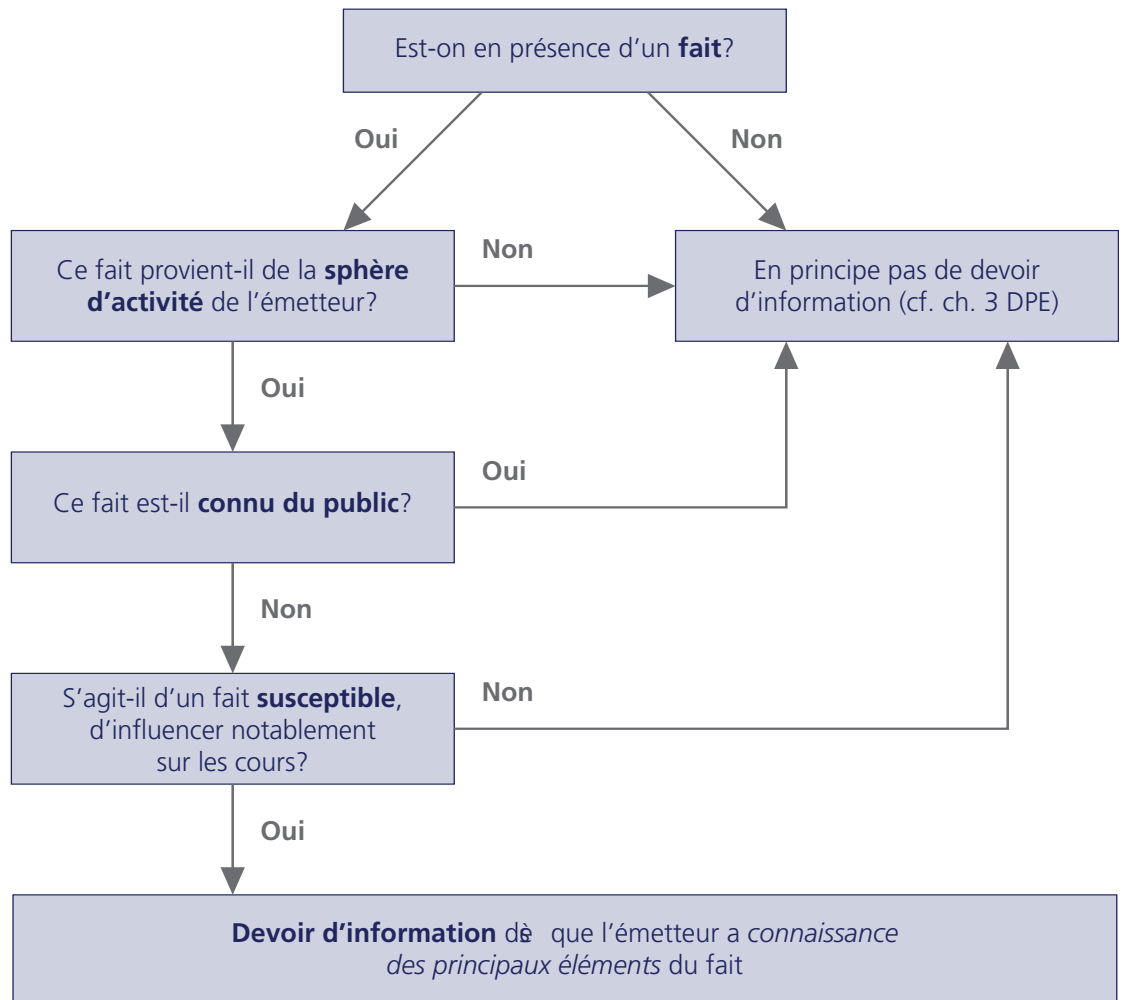 Est-on en présence d'un fait?
Oui
Non
Ce fait provient-il de la sphère
d'activité de l'émetteur?
Non
En principe pas de devoir
d'information (cf. ch. 3 DPE)
Oui
Ce fait est-il connu du public?
Oui
Non
S'agit-il d'un fait susceptible,
d'influencer notablement
sur les cours?
Non
Oui
Devoir d'information dè que l'émetteur a connaissance
des principaux éléments du fait